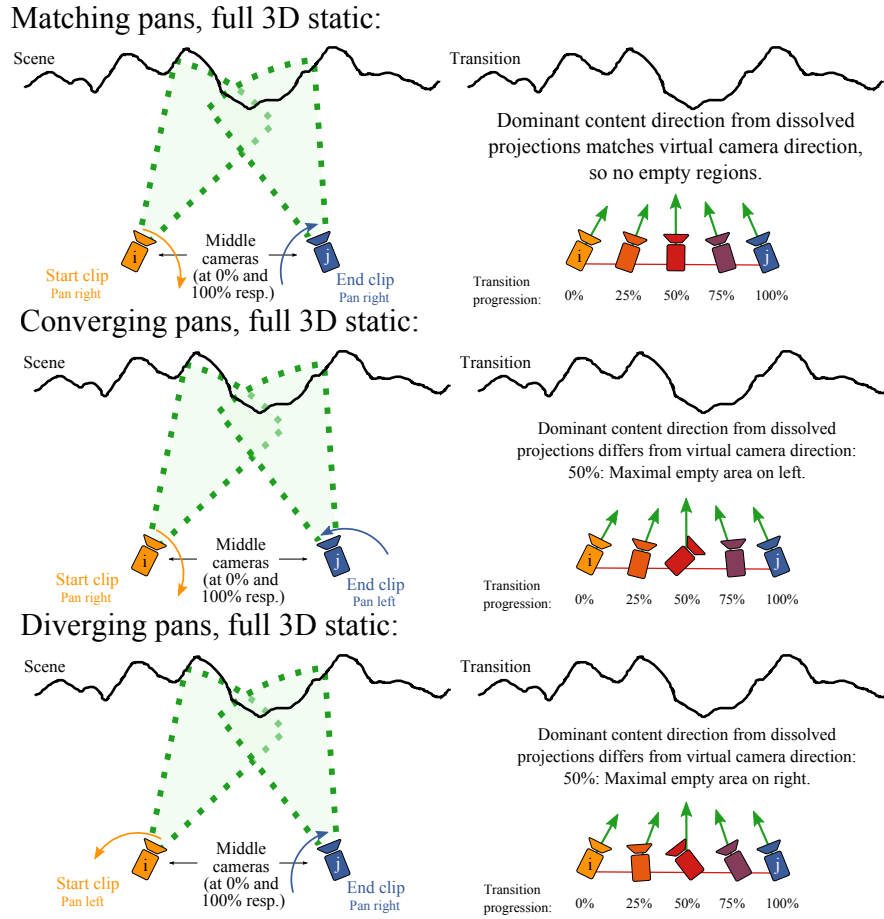 Matching pans, full 3D static:
Scene
Transition
Dominant content direction from dissolved
projections matches virtual camera direction,
so no empty regions.
i
Start clip
Pan right
Middle
cameras
(at 0% and
100% resp.)
j
End clip
Pan right
i
j
Transition
progression:
0% 25% 50% 75% 100%
Converging pans, full 3D static:
Scene
Transition
Dominant content direction from dissolved
projections differs from virtual camera direction:
50%: Maximal empty area on left.
i
Start clip
Pan right
Middle
cameras
(at 0% and
100% resp.)
j
End clip
Pan left
i
j
Transition
progression:
0% 25% 50% 75% 100%
Diverging pans, full 3D static:
Scene
Transition
Dominant content direction from dissolved
projections differs from virtual camera direction:
50%: Maximal empty area on right.
i
Start clip
Pan left
Middle
cameras
(at 0% and
100% resp.)
j
End clip
Pan right
i
j
Transition
progression:
0% 25% 50% 75% 100%